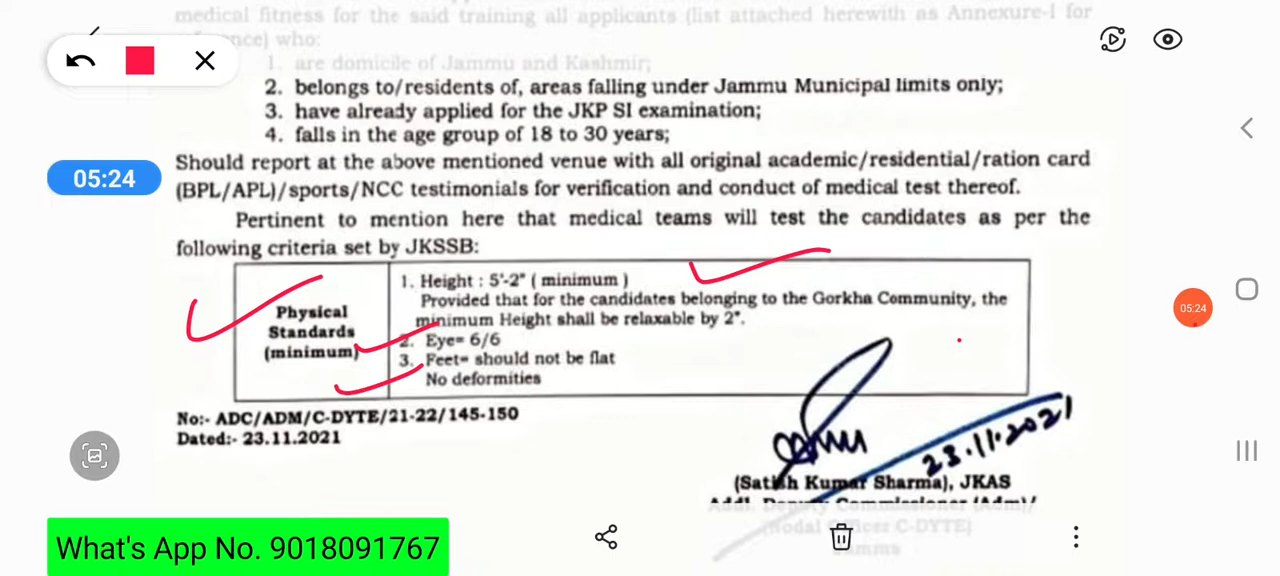 medical fitness for the said training all applicants (list attached herewith as Annexure-I for
who:
1. are domicile of Jammu and Kashmir;
2. belongs to/residents of, areas falling under Jammu Municipal limits only;
3. have already applied for the JKP SI examination;
4. falls in the age group of 18 to 30 years;
05:24
Should report at the above mentioned venue with all original academic/residential/ration card
(BPL/APL)/sports/NCC testimonials for verification and conduct of medical test thereof.
Pertinent to mention here that medical teams will test the candidates as per the
following criteria set by JKSSB:
Physical
Standards
(minimum)
1. Height : 5'-2" ( minimum )
Provided that for the candidates belonging to the Gorkha Community, the
minimum Height shall be relaxable by 2".
2. Eye= 6/6
3. Feet= should not be flat
No deformities
05:24
No:- ADC/ADM/C-DYTE/21-22/145-150
Dated:- 23.11.2021
23.11.2021
(Satish Kumar Sharma), JKAS
Addl. Deputy Commissioner (Adm)/
(Nodal Officer C-DYTE)
Jammu
What's App No. 9018091767